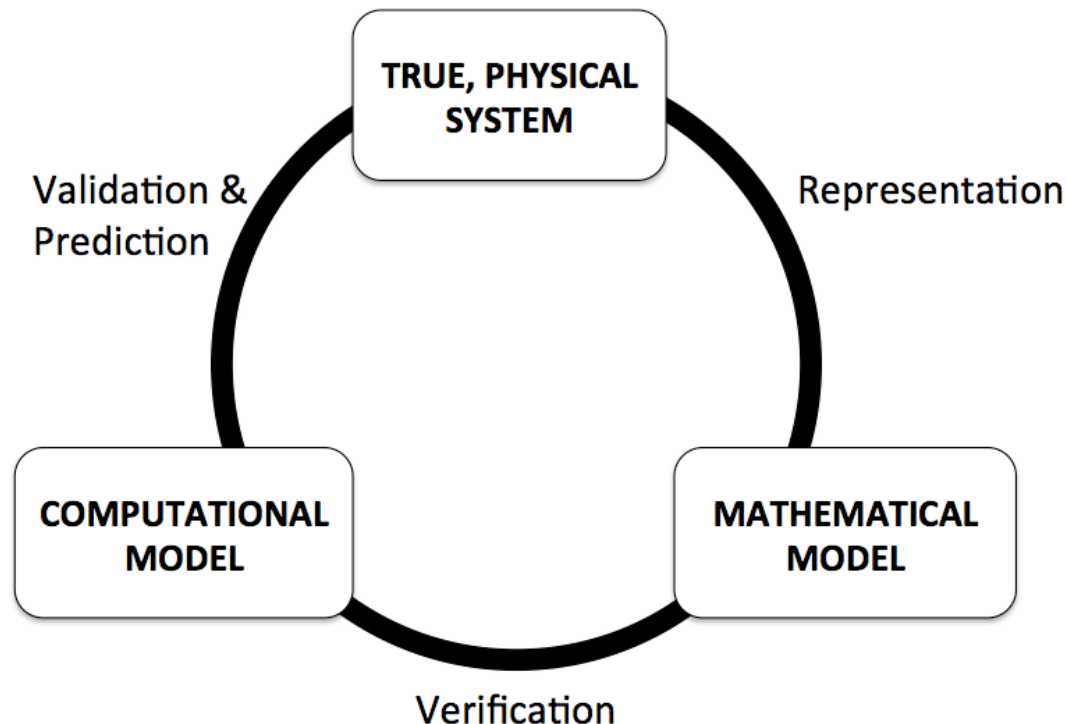 TRUE, PHYSICAL
SYSTEM
Validation &
Prediction
Representation
COMPUTATIONAL
MODEL
MATHEMATICAL
MODEL
Verification